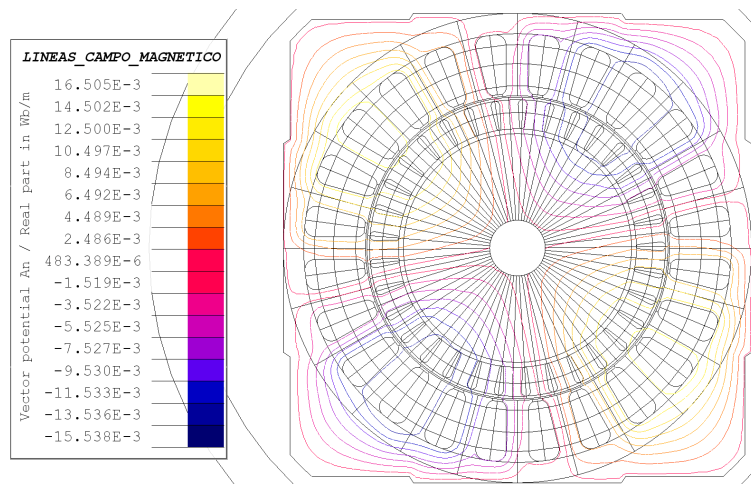 LINEAS_CAMPO_MAGNETICO
Vector potential An / Real part in Wb/m
16.505E-3
14.502E-3
12.500E-3
10.497E-3
8.494E-3
6.492E-3
4.489E-3
2.486E-3
483.389E-6
-1.519E-3
-3.522E-3
-5.525E-3
-7.527E-3
-9.530E-3
-11.533E-3
-13.536E-3
-15.538E-3